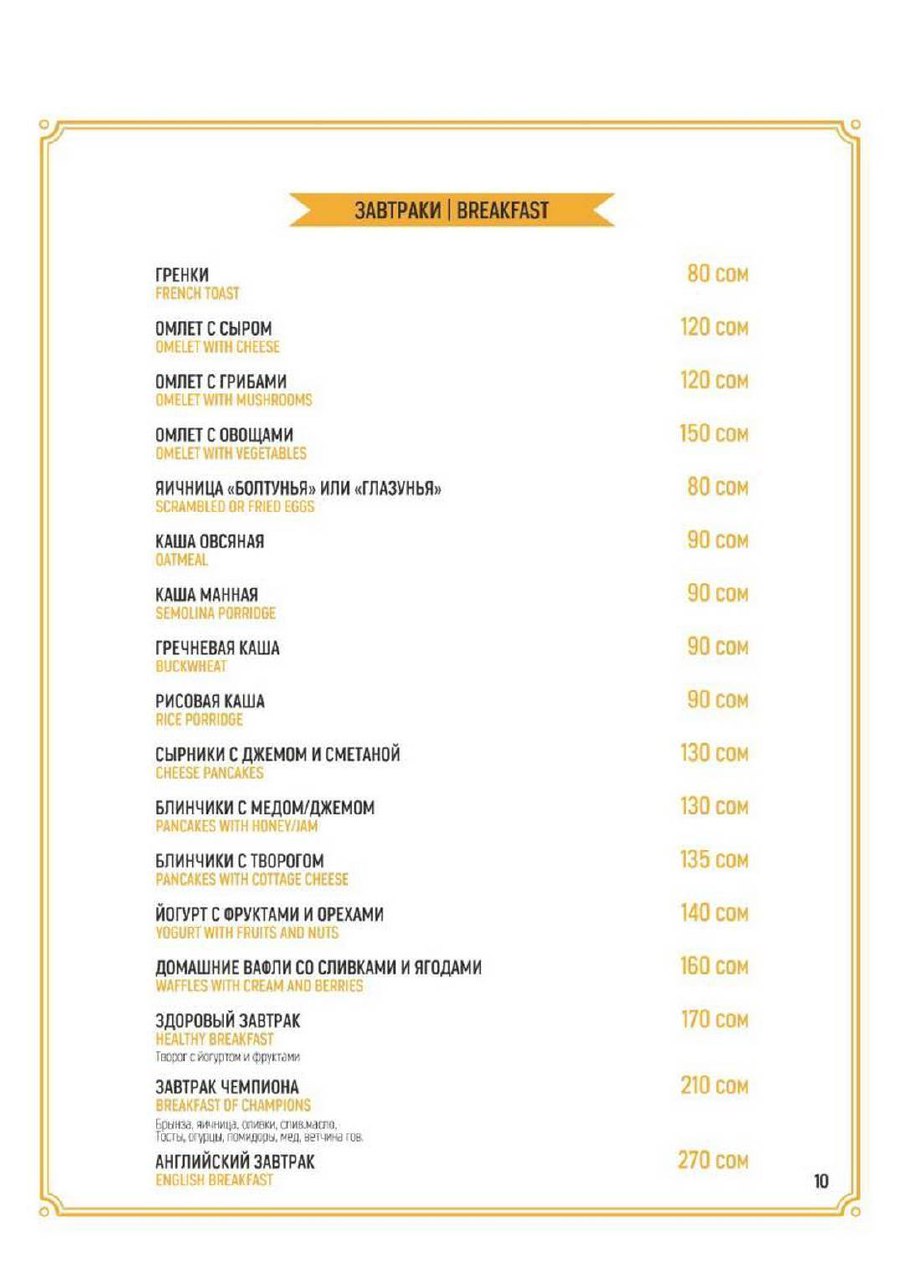 ЗАВТРАКИ | BREAKFAST
ГРЕНКИ 80 СОМ
FRENCH TOAST
ОМЛЕТ С СЫРОМ 120 СОМ
OMELET WITH CHEESE
ОМЛЕТ С ГРИБАМИ 120 СОМ
OMELET WITH MUSHROOMS
ОМЛЕТ С ОВОЩАМИ 150 СОМ
OMELET WITH VEGETABLES
ЯИЧНИЦА «БОЛТУНЬЯ» ИЛИ «ГЛАЗУНЬЯ» 80 СОМ
SCRAMBLED OR FRIED EGGS
КАША ОВСЯНАЯ 90 СОМ
OATMEAL
КАША МАННАЯ 90 СОМ
SEMOLINA PORRIDGE
ГРЕЧНЕВАЯ КАША 90 СОМ
BUCKWHEAT
РИСОВАЯ КАША 90 СОМ
RICE PORRIDGE
СЫРНИКИ С ДЖЕМОМ И СМЕТАНОЙ 130 СОМ
CHEESE PANCAKES
БЛИНЧИКИ С МЕДОМ/ДЖЕМОМ 130 СОМ
PANCAKES WITH HONEY/JAM
БЛИНЧИКИ С ТВОРОГОМ 135 СОМ
PANCAKES WITH COTTAGE CHEESE
ЙОГУРТ С ФРУКТАМИ И ОРЕХАМИ 140 СОМ
YOGURT WITH FRUITS AND NUTS
ДОМАШНИЕ ВАФЛИ СО СЛИВКАМИ И ЯГОДАМИ 160 СОМ
WAFFLES WITH CREAM AND BERRIES
ЗДОРОВЫЙ ЗАВТРАК 170 СОМ
HEALTHY BREAKFAST
Творог с йогуртом и фруктами
ЗАВТРАК ЧЕМПИОНА 210 СОМ
BREAKFAST OF CHAMPIONS
Брынза, яичница, оливки, слив.масло,
Тосты, огурцы, помидоры, мед, ветчина гов.
АНГЛИЙСКИЙ ЗАВТРАК 270 СОМ
ENGLISH BREAKFAST
10